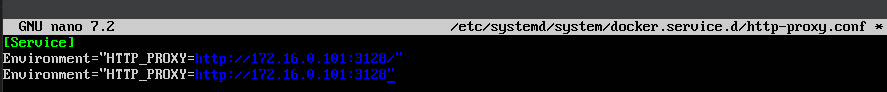 GNU nano 7.2 /etc/systemd/system/docker.service.d/http-proxy.conf *
[Service]
Environment="HTTP_PROXY=http://172.16.0.101:3128/"
Environment="HTTP_PROXY=http://172.16.0.101:3128"